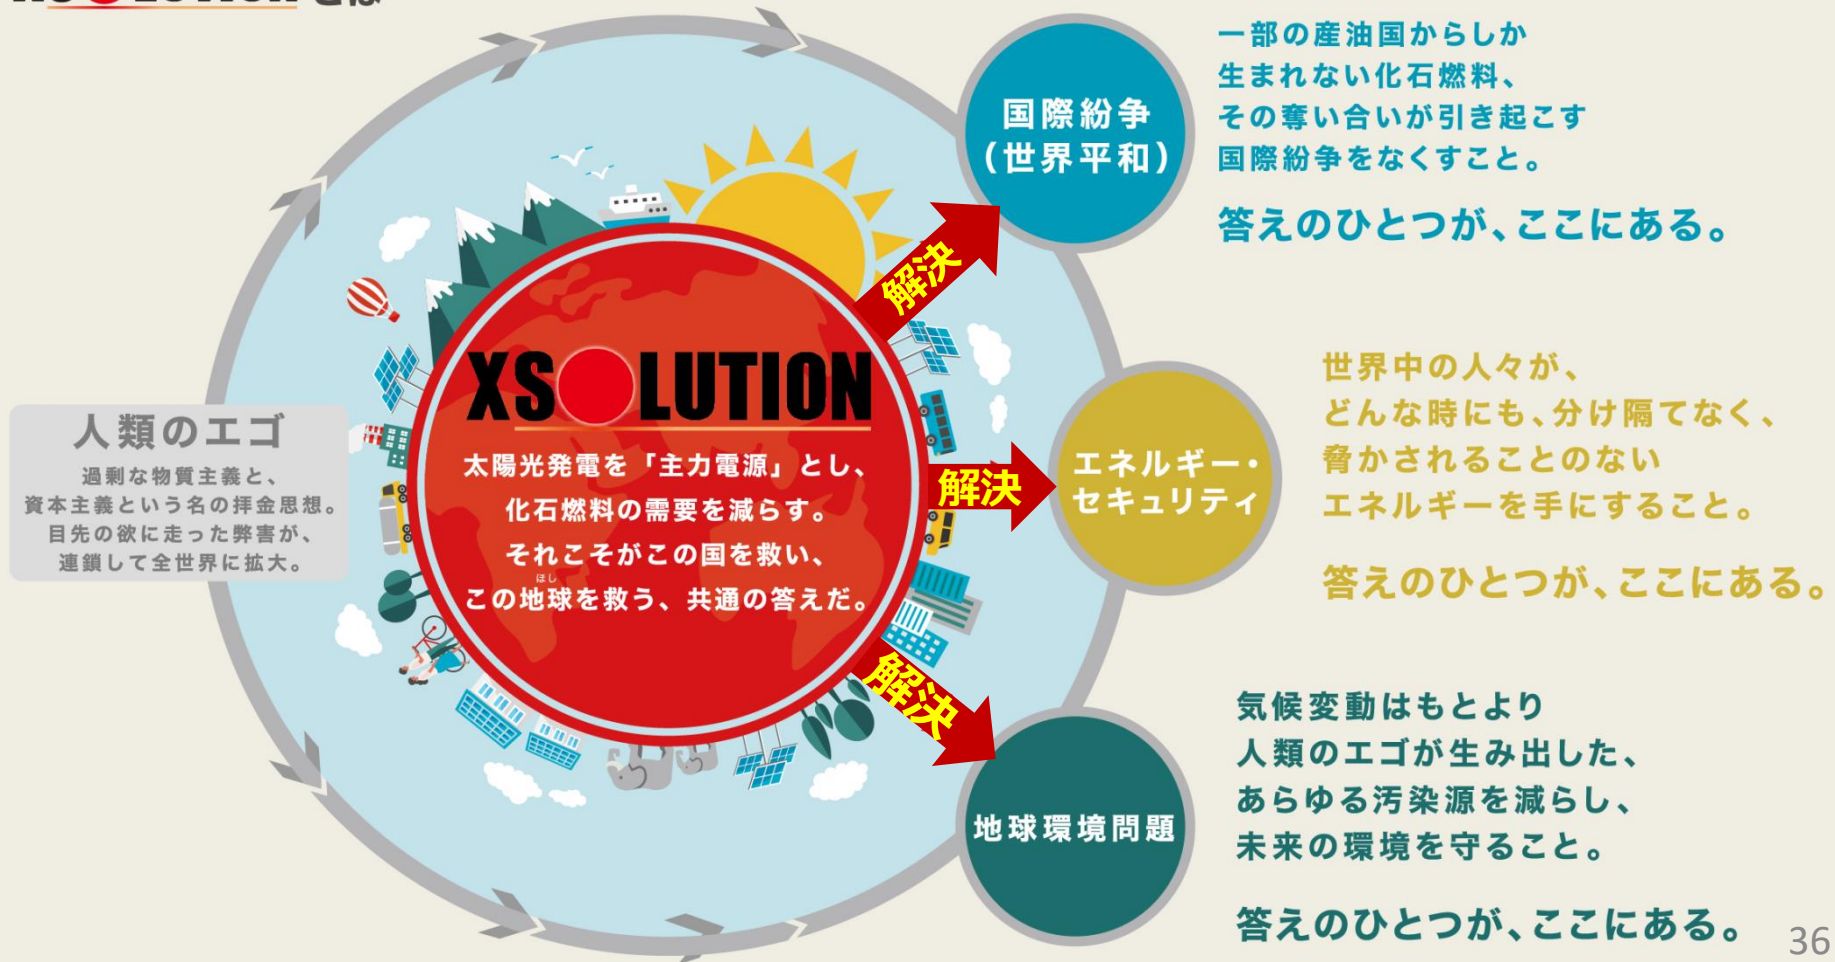 XSOLUTION とは
国際紛争
(世界平和)
一部の産油国からしか
生まれない化石燃料、
その奪い合いが引き起こす
国際紛争をなくすこと。
答えのひとつが、ここにある。
解決
XSOLUTION
太陽光発電を「主力電源」とし、
化石燃料の需要を減らす。
それこそがこの国を救い、
ほし
この地球を救う、共通の答えだ。
人類のエゴ
過剰な物質主義と、
資本主義という名の拝金思想。
目先の欲に走った弊害が、
連鎖して全世界に拡大。
解決
エネルギー・
セキュリティ
世界中の人々が、
どんな時にも、分け隔てなく、
脅かされることのない
エネルギーを手にすること。
答えのひとつが、ここにある。
解決
地球環境問題
気候変動はもとより
人類のエゴが生み出した、
あらゆる汚染源を減らし、
未来の環境を守ること。
答えのひとつが、ここにある。
36